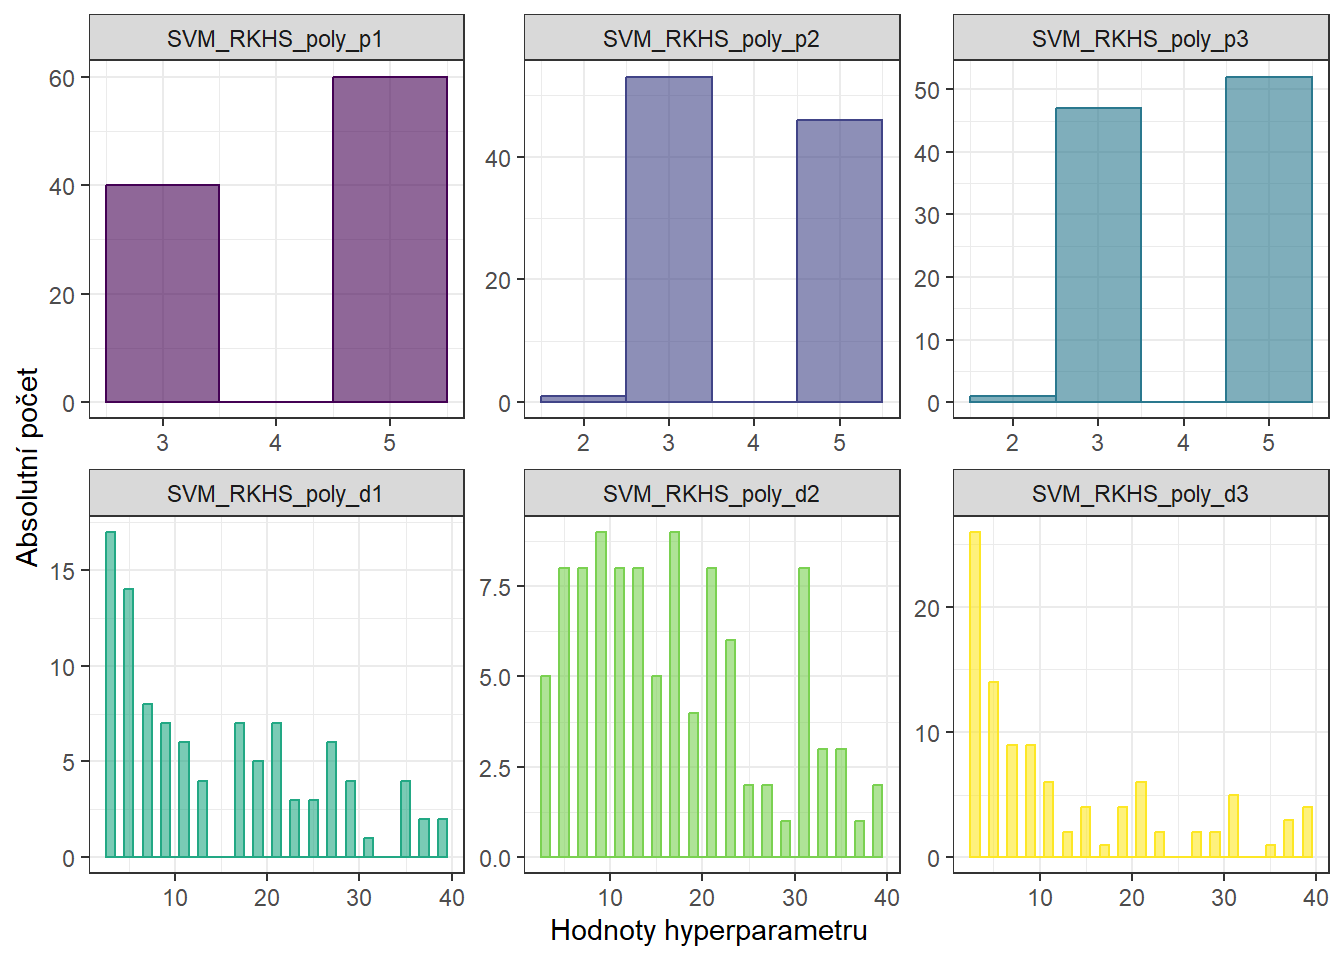 SVM_RKHS_poly_p1
SVM_RKHS_poly_p2
SVM_RKHS_poly_p3
60
40
20
0
3 4 5
40
20
0
2 3 4 5
50
40
30
20
10
0
2 3 4 5
Absolutní počet
SVM_RKHS_poly_d1
SVM_RKHS_poly_d2
SVM_RKHS_poly_d3
15
10
5
0
10 20 30 40
7.5
5.0
2.5
0.0
10 20 30 40
20
10
0
10 20 30 40
Hodnoty hyperparametru